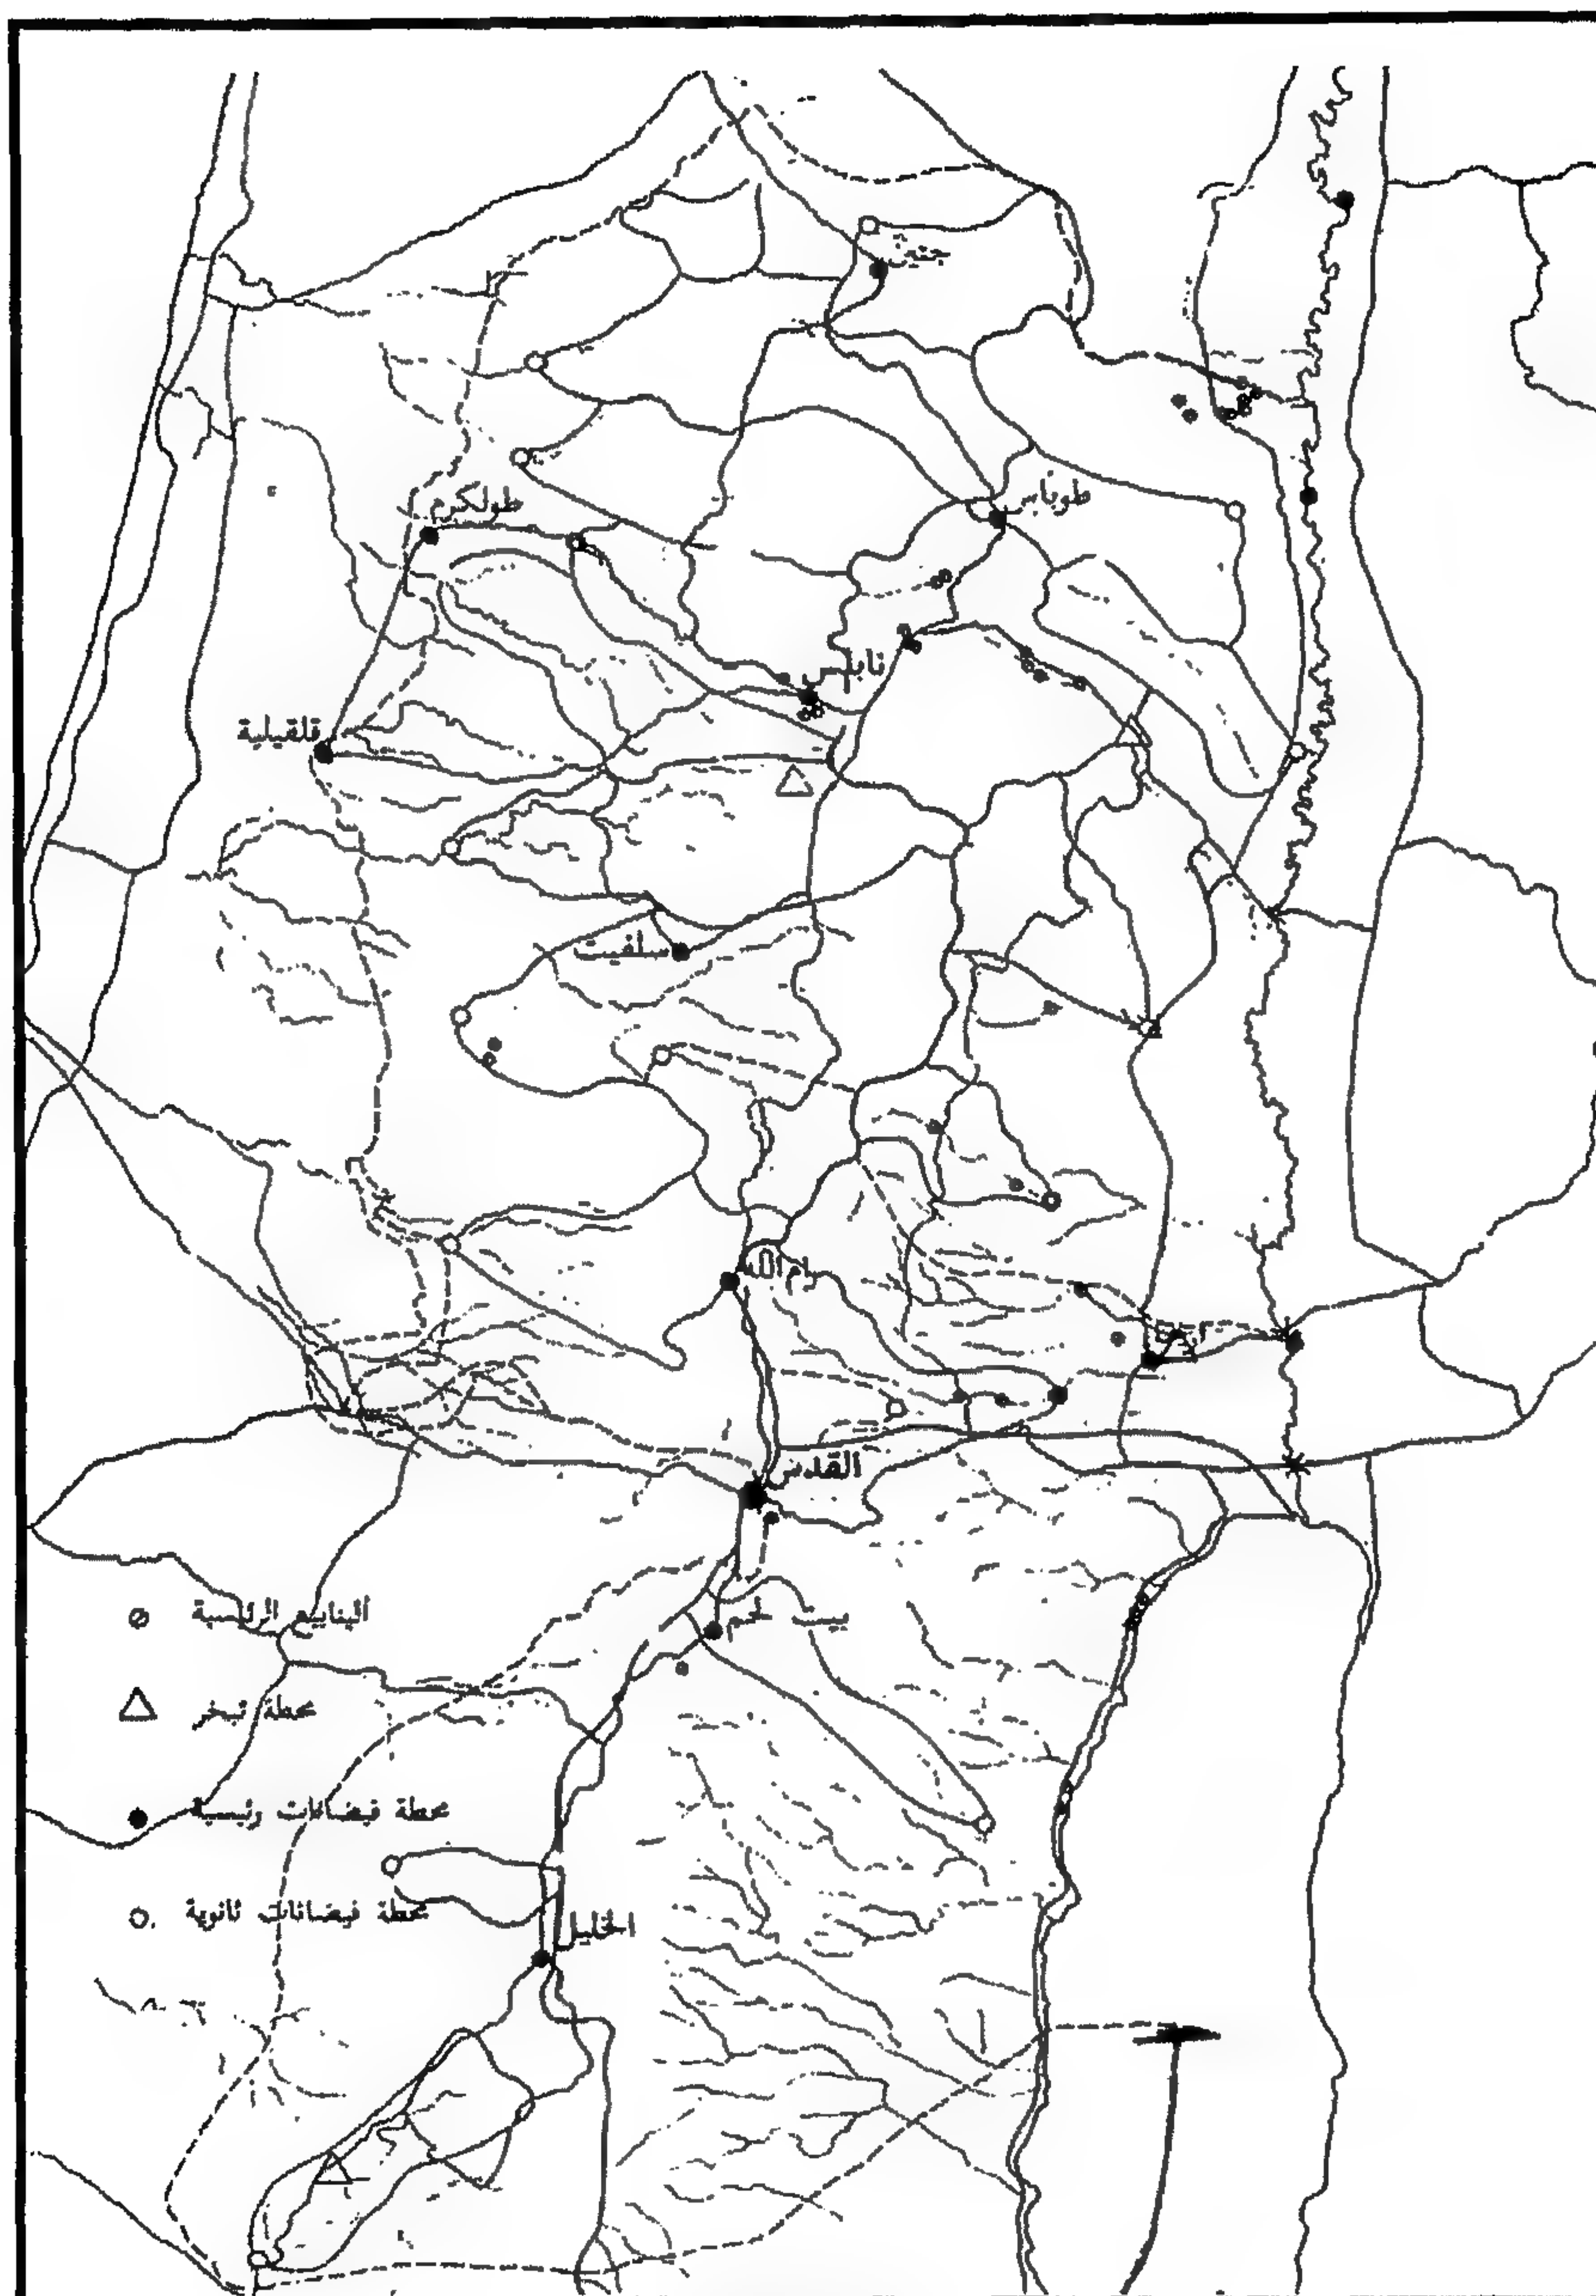 جنين
طولكرم
طوباس
نابلس
قلقيلية
سلفيت
رام الله
القدس
بيت لحم
الينابيع الرئيسية
محطة تبخر
محطة فيضانات رئيسية
محطة فيضانات ثانوية
الخليل